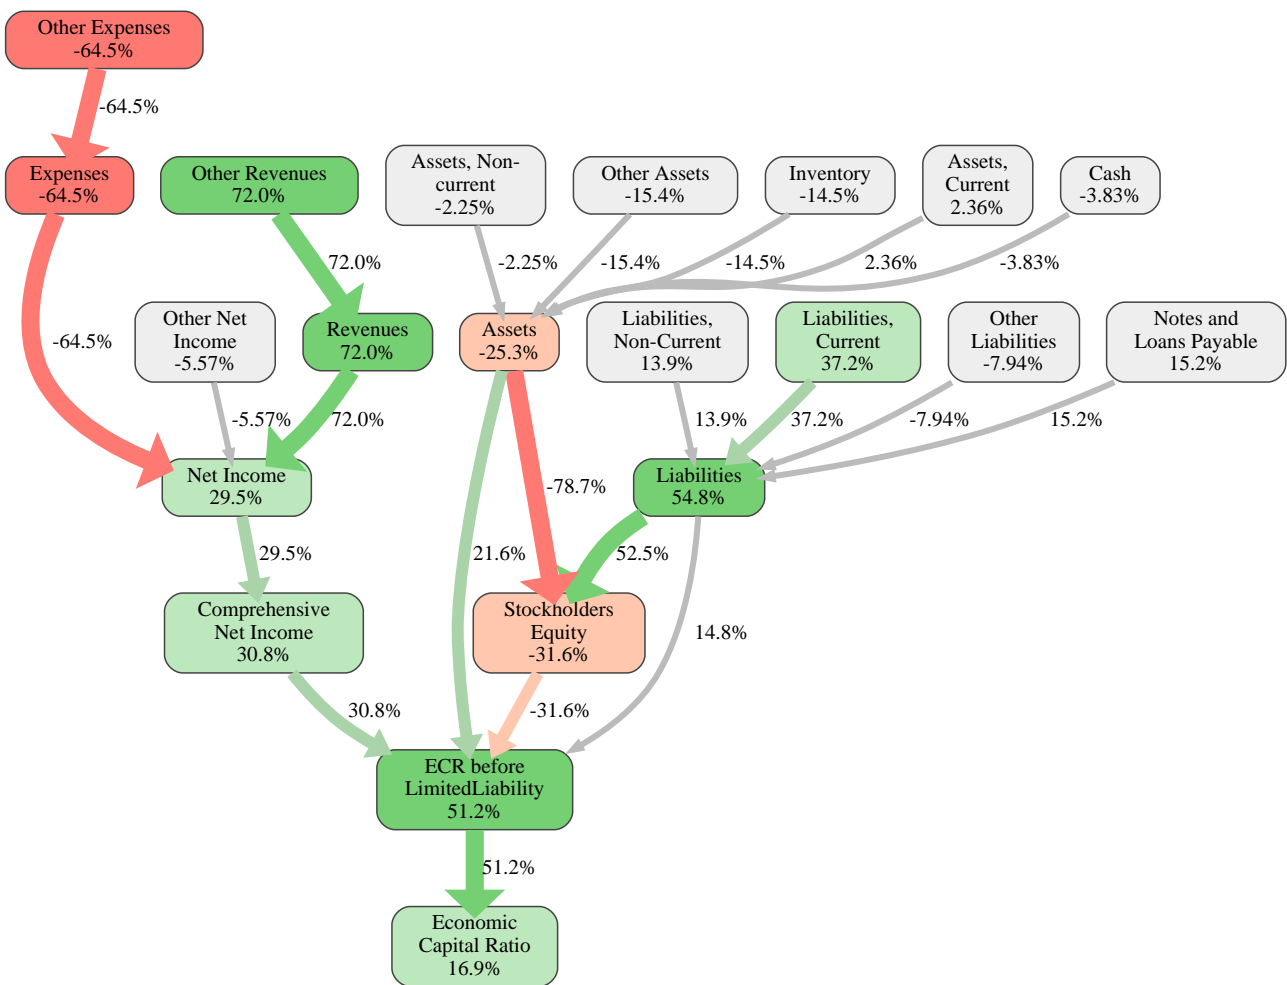 Other Expenses
-64.5%
-64.5%
Expenses
-64.5%
Other Revenues
72.0%
Assets, Non-
current
-2.25%
Other Assets
-15.4%
Inventory
-14.5%
Assets,
Current
2.36%
Cash
-3.83%
72.0%
-2.25%
-15.4%
-14.5%
2.36%
-3.83%
-64.5%
Other Net
Income
-5.57%
Revenues
72.0%
Assets
-25.3%
Liabilities,
Non-Current
13.9%
Liabilities,
Current
37.2%
Other
Liabilities
-7.94%
Notes and
Loans Payable
15.2%
-5.57%
72.0%
13.9%
37.2%
-7.94%
15.2%
Net Income
29.5%
-78.7%
Liabilities
54.8%
29.5%
21.6%
52.5%
Comprehensive
Net Income
30.8%
Stockholders
Equity
-31.6%
14.8%
30.8%
-31.6%
ECR before
LimitedLiability
51.2%
51.2%
Economic
Capital Ratio
16.9%